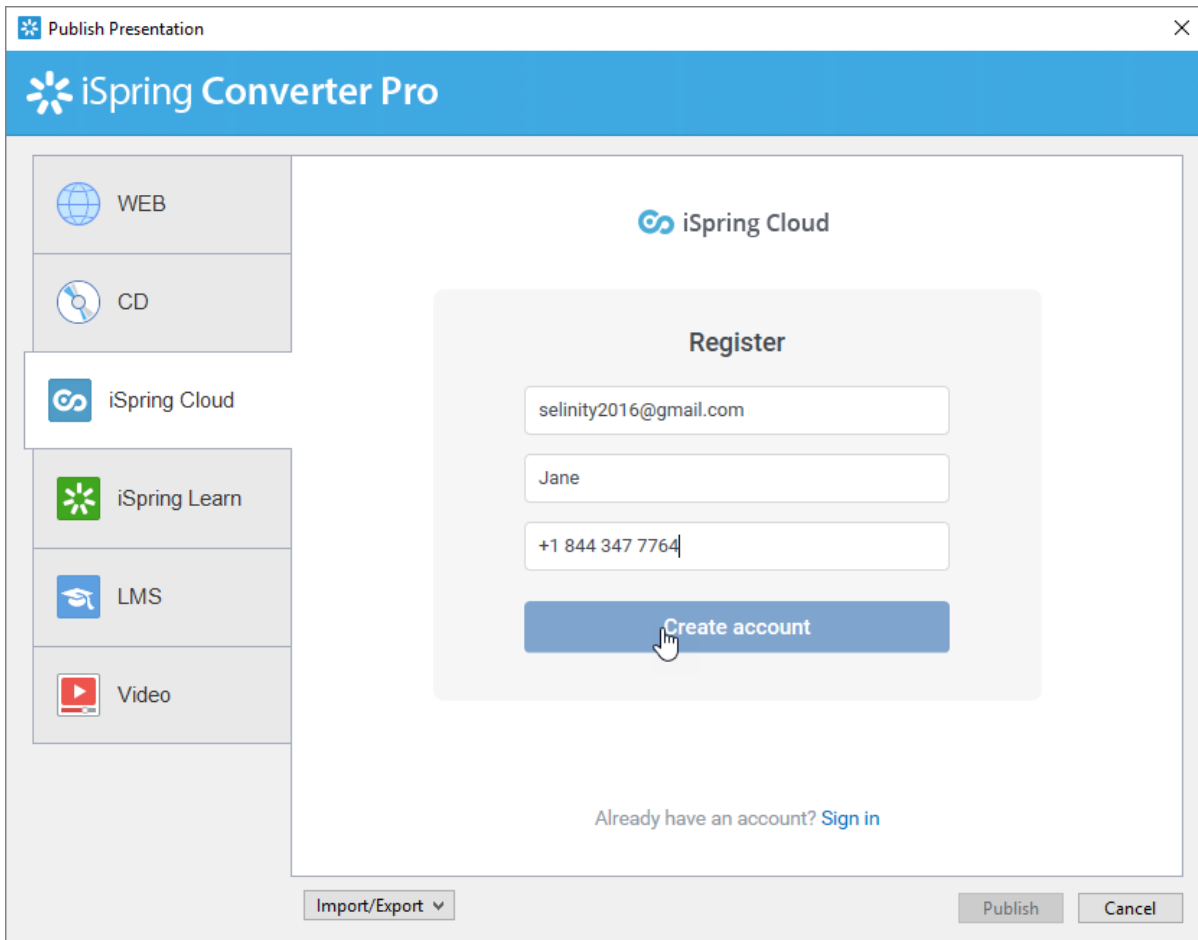 Publish Presentation
iSpring Converter Pro
WEB
CD
iSpring Cloud
iSpring Learn
LMS
Video
iSpring Cloud
Register
selinity2016@gmail.com
Jane
+1 844 347 7764
Create account
Already have an account? Sign in
Import/Export
Publish
Cancel